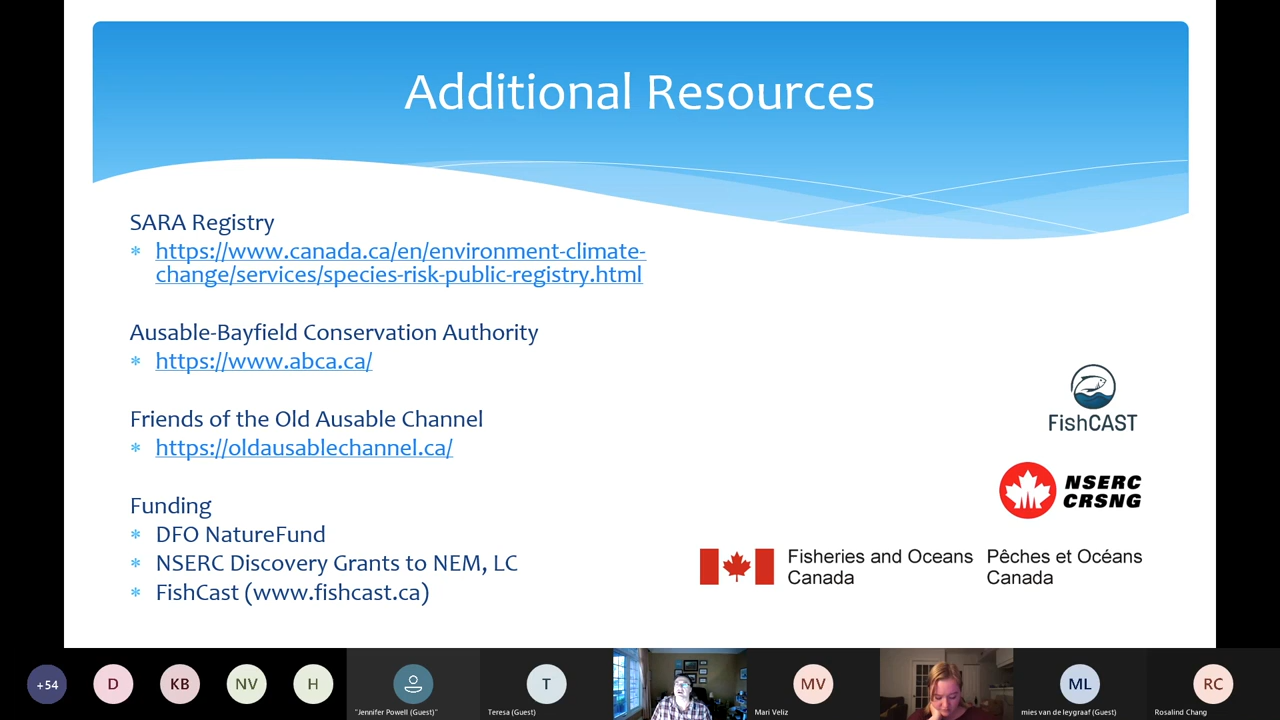 Additional Resources
SARA Registry
* https://www.canada.ca/en/environment-climate-
change/services/species-risk-public-registry.html
Ausable-Bayfield Conservation Authority
* https://www.abca.ca/
Friends of the Old Ausable Channel
* https://oldausablechannel.ca/
Funding
* DFO NatureFund
* NSERC Discovery Grants to NEM, LC
* FishCast (www.fishcast.ca)
FishCAST
NSERC
CRSNG
Fisheries and Oceans
Canada
Pêches et Océans
Canada
+54
D
KB
NV
H
"Jennifer Powell (Guest)"
T
Teresa (Guest)
MV
Mari Veliz
ML
mies van de leygraaf (Guest)
RC
Rosalind Chang